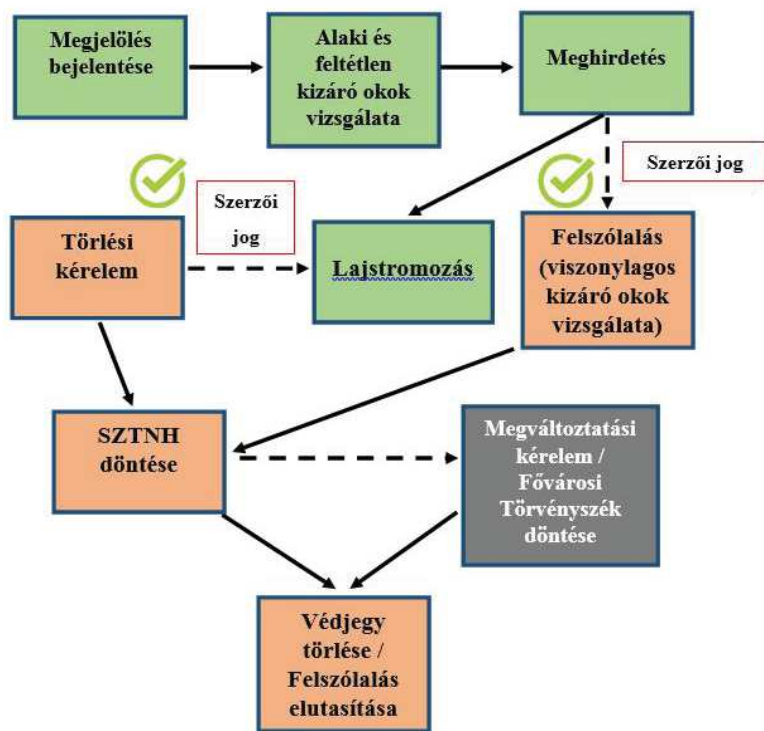 Megjelölés
bejelentése
Alaki és
feltétlen
kizáró okok
vizsgálata
Meghirdetés
Szerzői jog
Szerzői
jog
Törlési
kérelem
Lajstromozás
Felszólalás
(viszonylagos
kizáró okok
vizsgálata)
SZTNH
döntése
Megváltoztatási
kérelem /
Fővárosi
Törvényszék
döntése
Védjegy
törlése /
Felszólalás
elutasítása